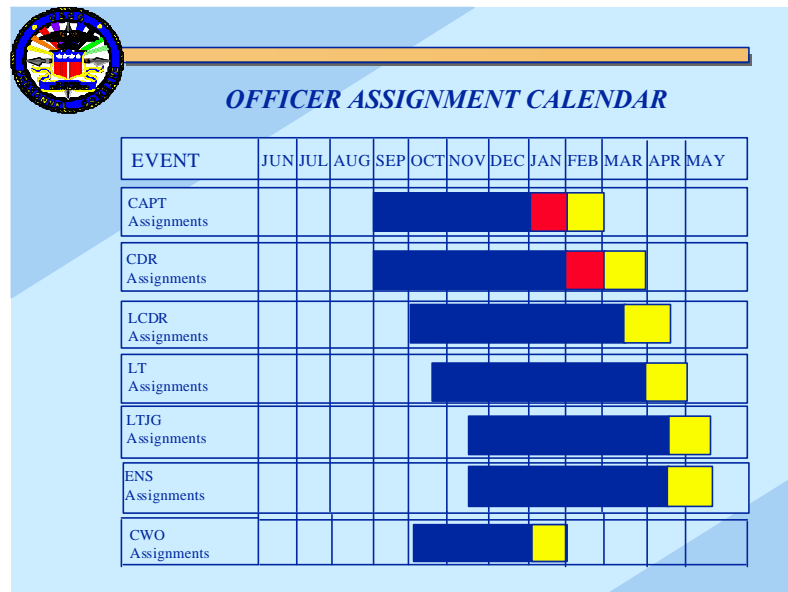 OFFICER ASSIGNMENT CALENDAR
EVENT JUN JUL AUG SEP OCT NOV DEC JAN FEB MAR APR MAY
CAPT
Assignments
CDR
Assignments
LCDR
Assignments
LT
Assignments
LTJG
Assignments
ENS
Assignments
CWO
Assignments